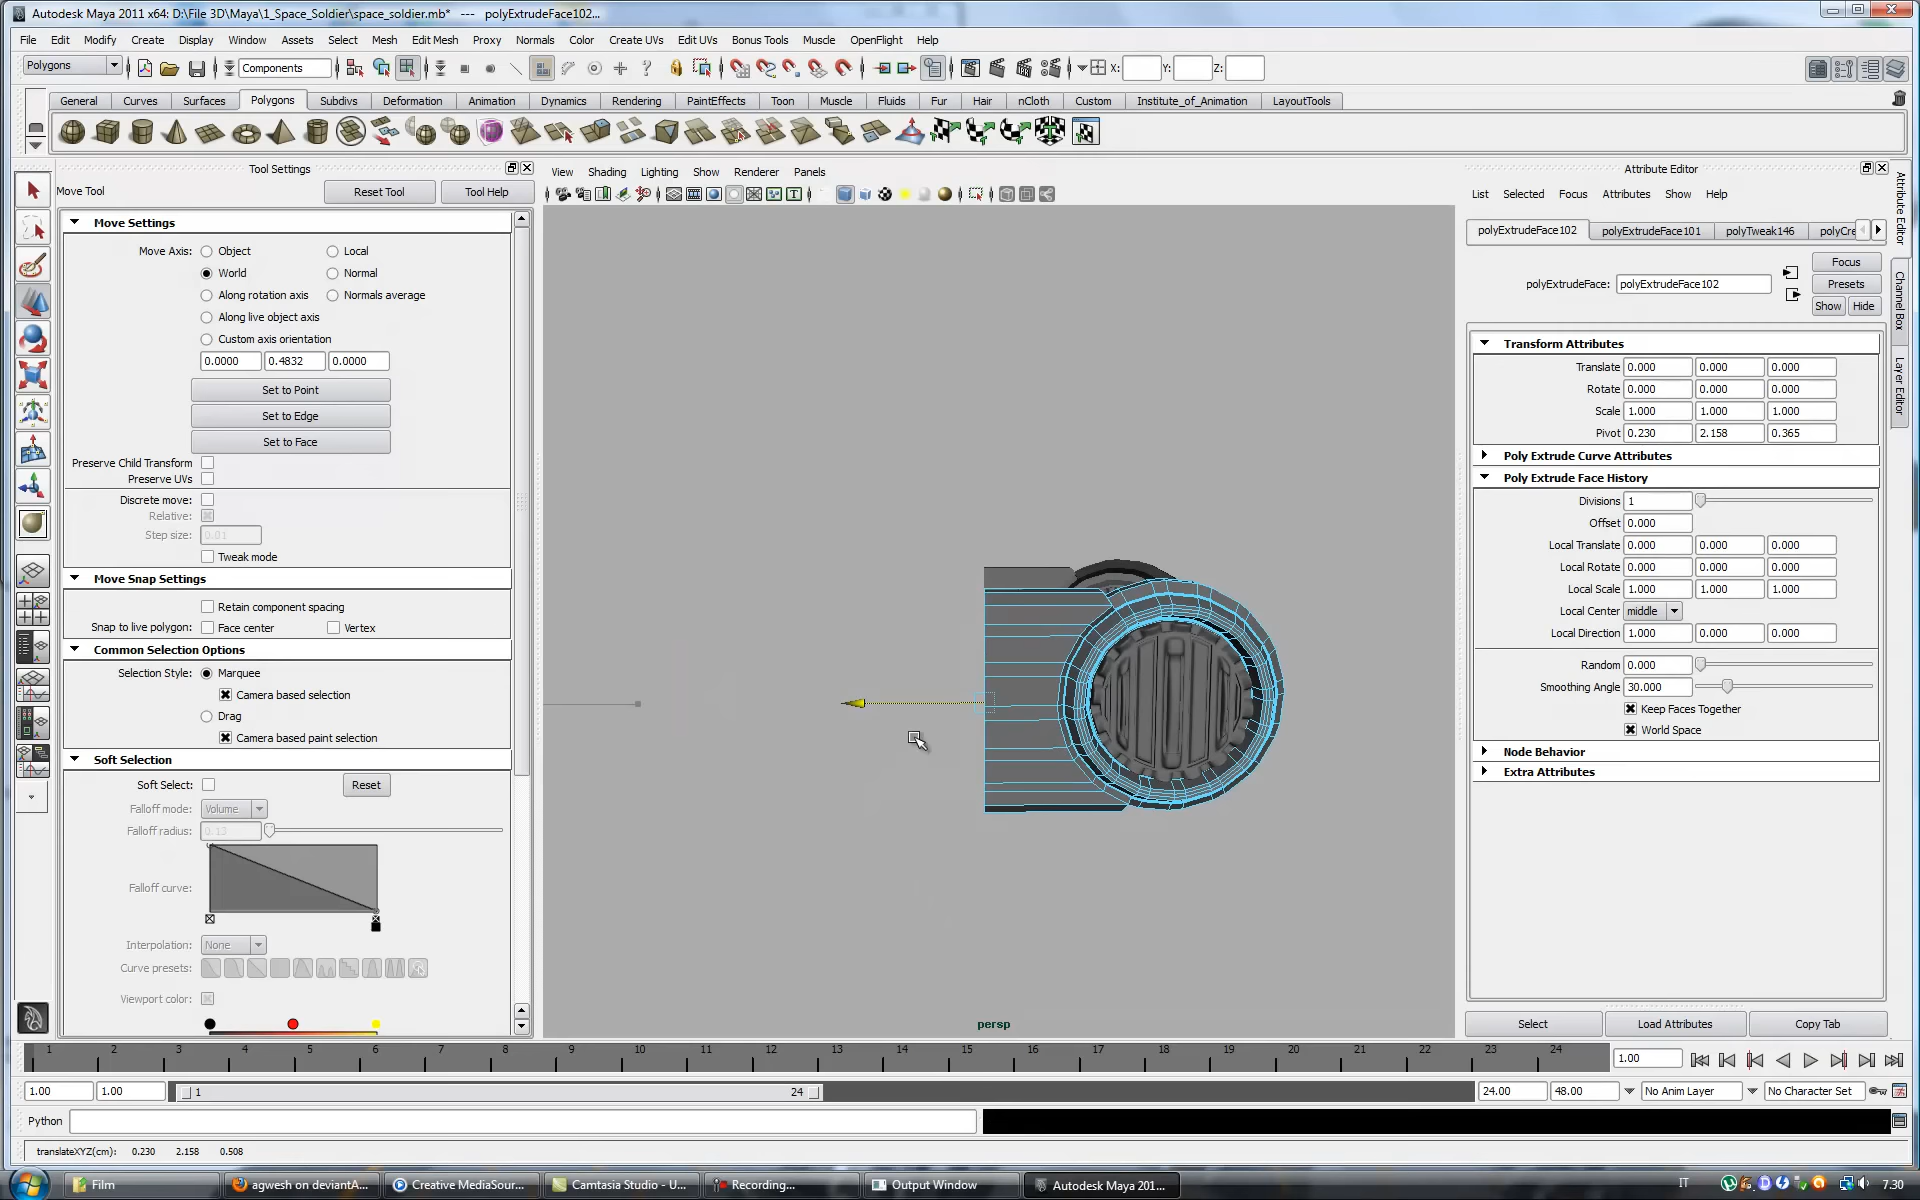 Autodesk Maya 2011 x64: D:\File 3D\Maya\1_Space_Soldier\space_soldier.mb* --- polyExtrudeFace102...
File Edit Modify Create Display Window Assets Select Mesh Edit Mesh Proxy Normals Color Create UVs Edit UVs Bonus Tools Muscle OpenFlight Help
Polygons Components X: Y: Z:
General Curves Surfaces Polygons Subdivs Deformation Animation Dynamics Rendering PaintEffects Toon Muscle Fluids Fur Hair nCloth Custom Institute_of_Animation LayoutTools
Tool Settings
Move Tool Reset Tool Tool Help
Move Settings
Move Axis: Object Local
World Normal
Along rotation axis Normals average
Along live object axis
Custom axis orientation
0.0000 0.4832 0.0000
Set to Point
Set to Edge
Set to Face
Preserve Child Transform
Preserve UVs
Discrete move:
Relative:
Step size: 0.01
Tweak mode
Move Snap Settings
Retain component spacing
Snap to live polygon: Face center Vertex
Common Selection Options
Selection Style: Marquee
Camera based selection
Drag
Camera based paint selection
Soft Selection
Soft Select: Reset
Falloff mode: Volume
Falloff radius: 0.13
Falloff curve:
Interpolation: None
Curve presets:
Viewport color:
View Shading Lighting Show Renderer Panels
persp
Attribute Editor
List Selected Focus Attributes Show Help
polyExtrudeFace102 polyExtrudeFace101 polyTweak146 polyCre
Focus
polyExtrudeFace: polyExtrudeFace102 Presets
Show Hide
Transform Attributes
Translate 0.000 0.000 0.000
Rotate 0.000 0.000 0.000
Scale 1.000 1.000 1.000
Pivot 0.230 2.158 0.365
Poly Extrude Curve Attributes
Poly Extrude Face History
Divisions 1
Offset 0.000
Local Translate 0.000 0.000 0.000
Local Rotate 0.000 0.000 0.000
Local Scale 1.000 1.000 1.000
Local Center middle
Local Direction 1.000 0.000 0.000
Random 0.000
Smoothing Angle 30.000
Keep Faces Together
World Space
Node Behavior
Extra Attributes
Select Load Attributes Copy Tab
Attribute Editor
Channel Box
Layer Editor
1 2 3 4 5 6 7 8 9 10 11 12 13 14 15 16 17 18 19 20 21 22 23 24 1.00
1.00 1.00 1 24 24.00 48.00 No Anim Layer No Character Set
Python
translateXYZ(cm): 0.230 2.158 0.508
Film agwesh on deviantA... Creative MediaSour... Camtasia Studio - U... Recording... Output Window Autodesk Maya 201... IT 7.30